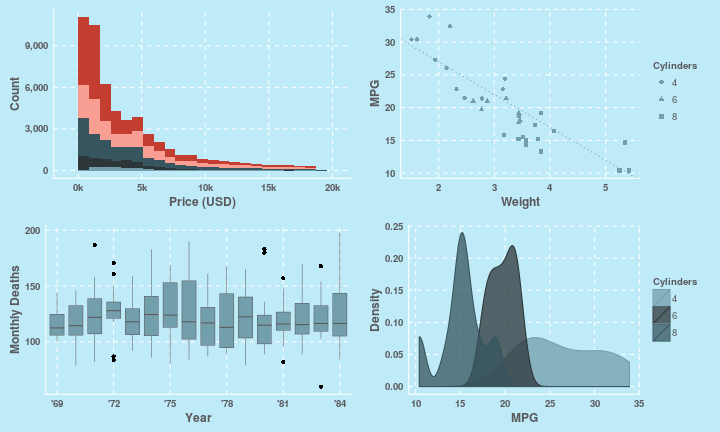 Count
9,000
6,000
3,000
0
0k
5k
10k
15k
20k
Price (USD)
MPG
35
30
25
20
15
10
2
3
4
5
Weight
Cylinders
4
6
8
Monthly Deaths
200
150
100
'69
'72
'75
'78
'81
'84
Year
Density
0.25
0.20
0.15
0.10
0.05
0.00
10
15
20
25
30
35
MPG
Cylinders
4
6
8